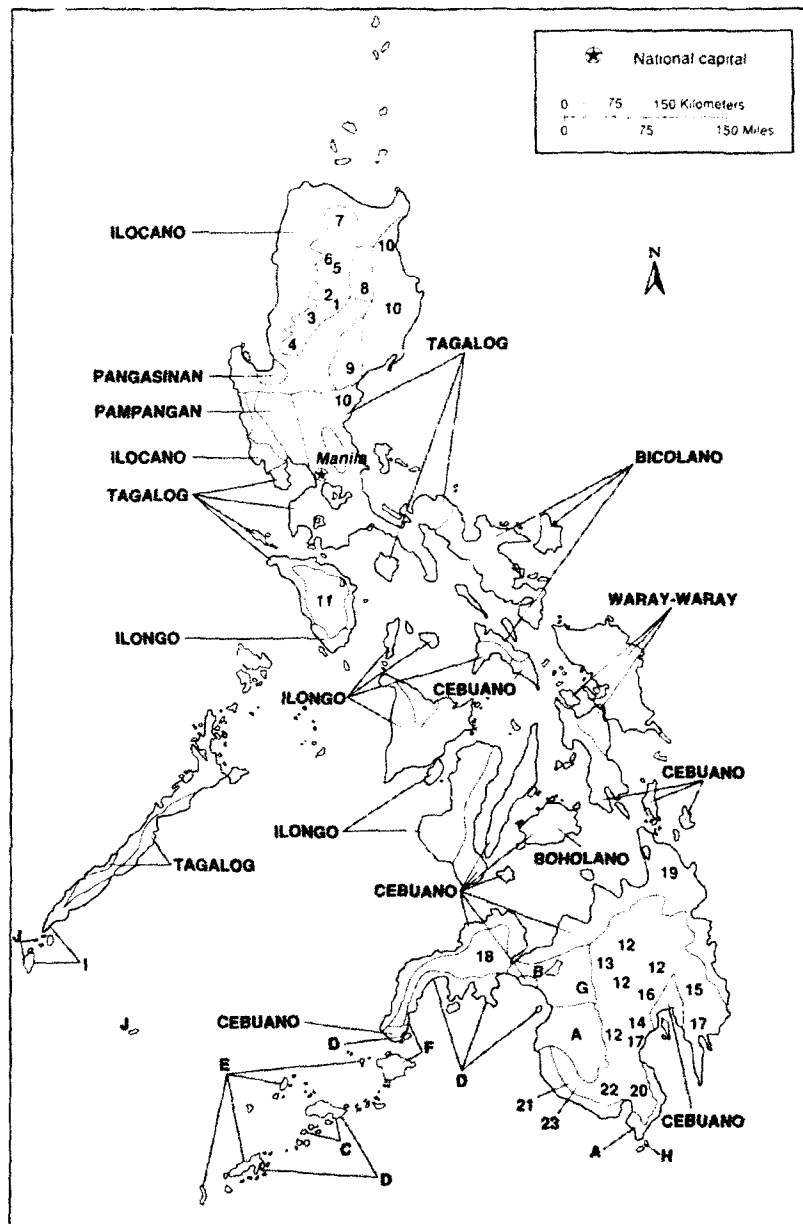 National capital
0 75 150 Kilometers
0 75 150 Miles
N
7
ILOCANO
10
6
5
8
2
1
10
3
4
TAGALOG
9
PANGASINAN
10
PAMPANGAN
ILOCANO
Manila
BICOLANO
TAGALOG
11
WARAY-WARAY
ILONGO
CEBUANO
ILONGO
CEBUANO
ILONGO
BOHOLANO
TAGALOG
19
CEBUANO
J
I
18
12
13
12
B
12
G
16
15
J
14
17
CEBUANO
12
17
A
D
F
E
D
22
20
21
23
CEBUANO
C
A
H
D